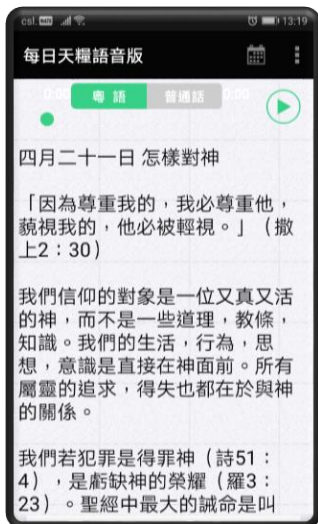 csl. 13:19
每日天糧語音版
0:00 粵 語 普通話 0:00
四月二十一日 怎樣對神
「因為尊重我的，我必尊重他，
藐視我的，他必被輕視。」（撒
上2：30）
我們信仰的對象是一位又真又活
的神，而不是一些道理，教條，
知識。我們的生活，行為，思
想，意識是直接在神面前。所有
屬靈的追求，得失也都在於與神
的關係。
我們若犯罪是得罪神（詩51：
4），是虧缺神的榮耀（羅3：
23）。聖經中最大的誡命是叫